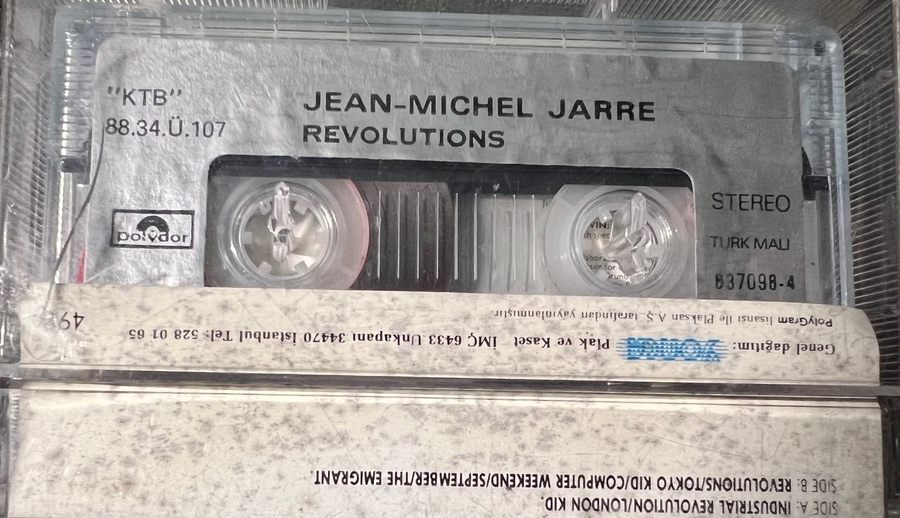 "KTB"
88.34.Ü.107
JEAN-MICHEL JARRE
REVOLUTIONS
polydor
STEREO
TURK MALI
837098-4
SIDE A: INDUSTRIAL REVOLUTION/LONDON KID.
SIDE B: REVOLUTIONS/TOKYO KID/COMPUTER WEEKEND/SEPTEMBER/THE EMIGRANT
Genel dağıtım: Plak ve Kaset İMÇ 6433 Unkapanı 34470 İstanbul Tel: 528 01 65
PolyGram lisansı ile Plaksan A.Ş. tarafından yayınlanmıştır.